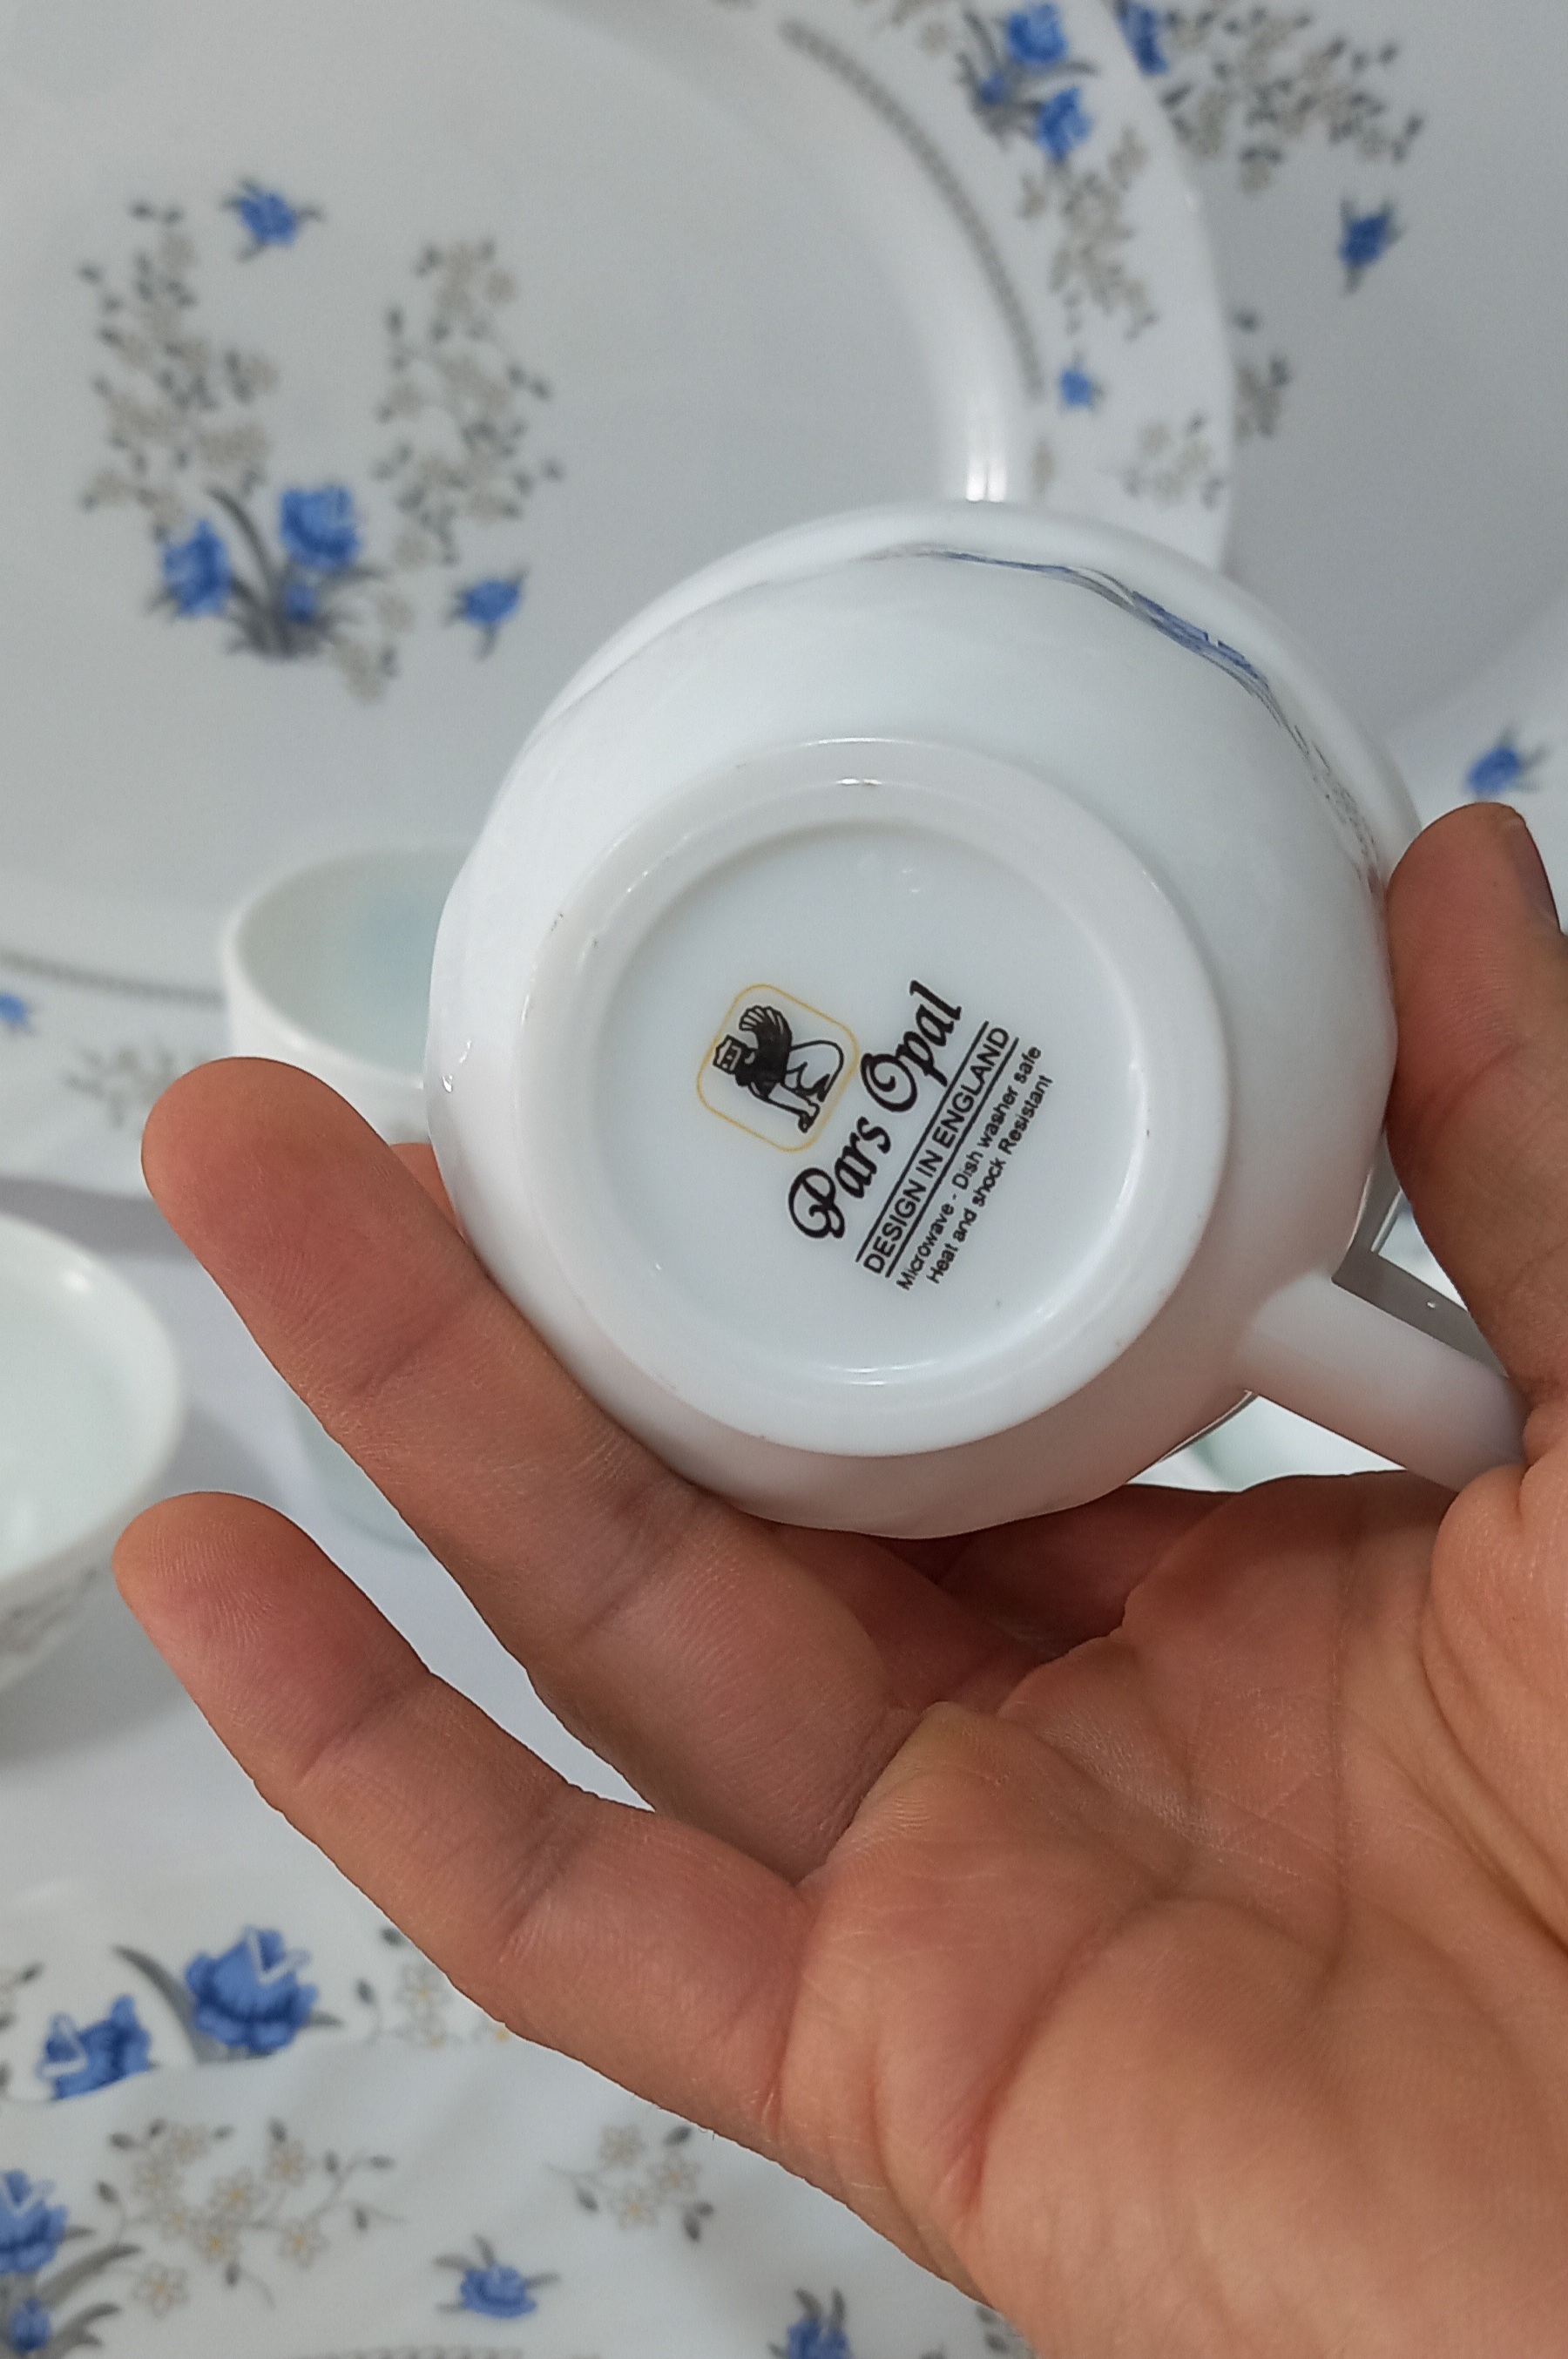 Pars Opal
DESIGN IN ENGLAND
Microwave - Dish washer safe
Heat and shock Resistant